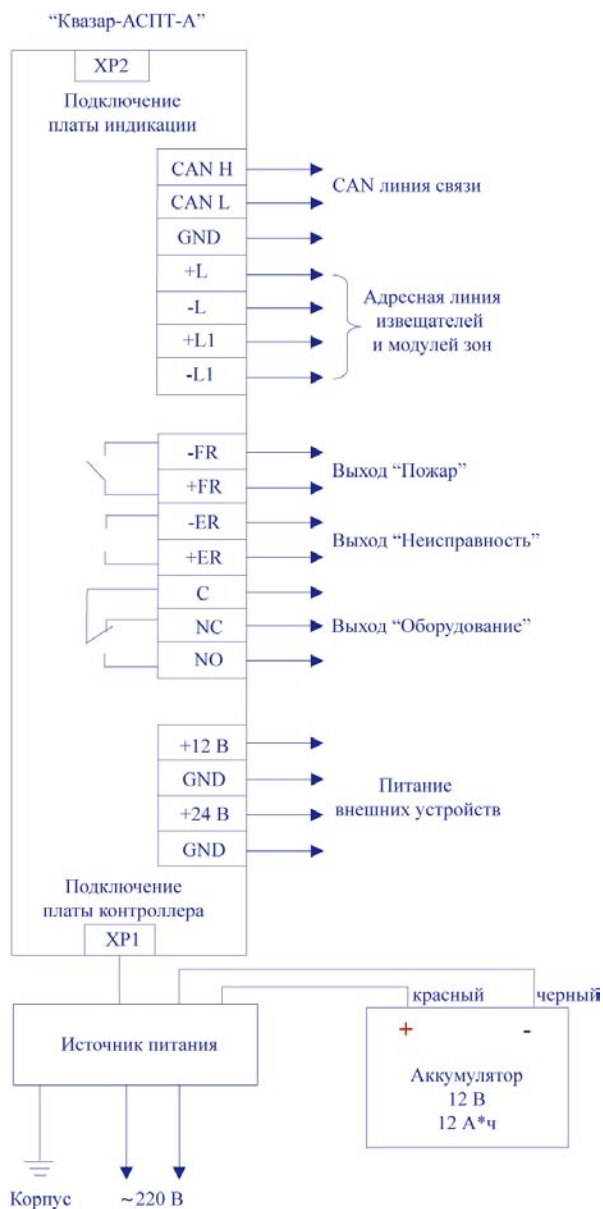 “Квазар-АСПТ-А”
XP2
Подключение
платы индикации
CAN H
CAN L
CAN линия связи
GND
+L
-L
+L1
-L1
Адресная линия
извещателей
и модулей зон
-FR
+FR
Выход “Пожар”
-ER
+ER
Выход “Неисправность”
C
NC
Выход “Оборудование”
NO
+12 В
GND
+24 В
GND
Питание
внешних устройств
Подключение
платы контроллера
XP1
красный
черный
Источник питания
+
-
Аккумулятор
12 В
12 А*ч
Корпус
~220 В